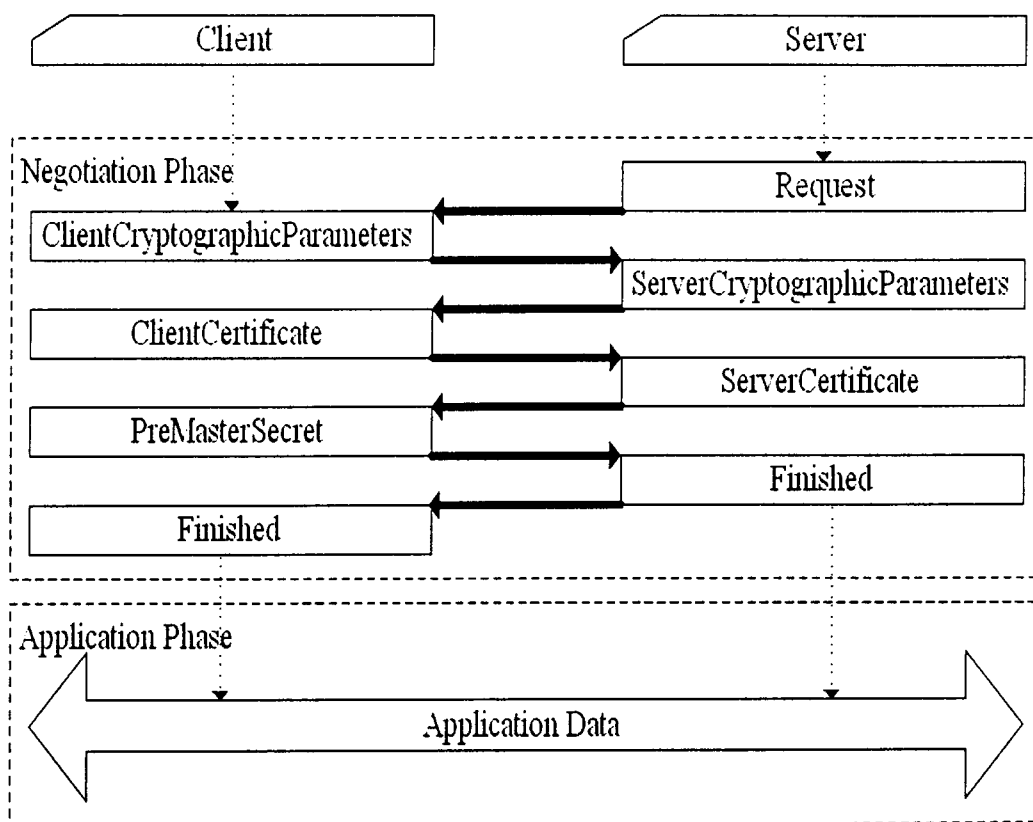 Client
Server
Negotiation Phase
Request
ClientCryptographicParameters
ServerCryptographicParameters
ClientCertificate
ServerCertificate
PreMasterSecret
Finished
Finished
Application Phase
Application Data